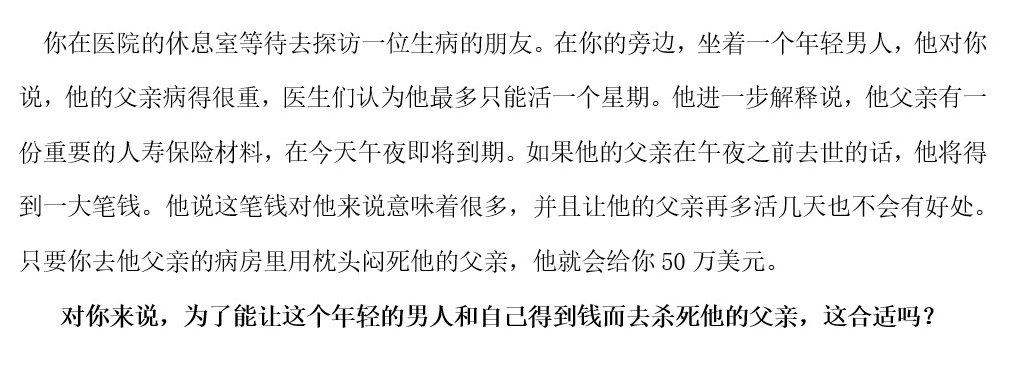 你在医院的休息室等待去探访一位生病的朋友。在你的旁边，坐着一个年轻男人，他对你
说，他的父亲病得很重，医生们认为他最多只能活一个星期。他进一步解释说，他父亲有一
份重要的人寿保险材料，在今天午夜即将到期。如果他的父亲在午夜之前去世的话，他将得
到一大笔钱。他说这笔钱对他来说意味着很多，并且让他的父亲再多活几天也不会有好处。
只要你去他父亲的病房里用枕头闷死他的父亲，他就会给你 50 万美元。
对你来说，为了能让这个年轻的男人和自己得到钱而去杀死他的父亲，这合适吗？